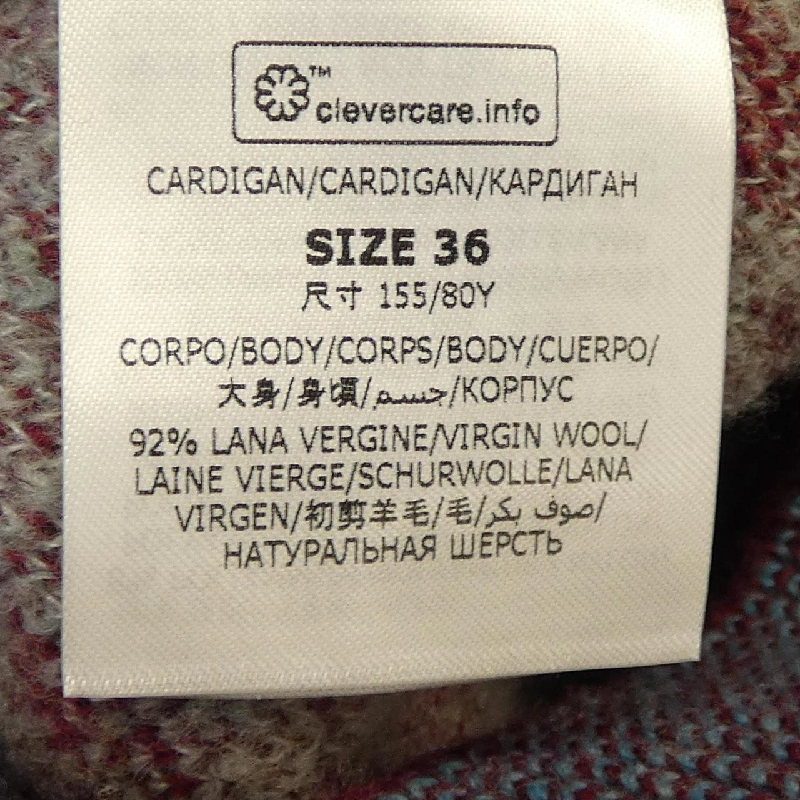 ™
clevercare.info
CARDIGAN/CARDIGAN/КАРДИГАН
SIZE 36
尺寸 155/80Y
CORPO/BODY/CORPS/BODY/CUERPO/
大身/身頃/جسم/КОРПУС
92% LANA VERGINE/VIRGIN WOOL/
LAINE VIERGE/SCHURWOLLE/LANA
VIRGEN/初剪羊毛/毛/صوف بكر/
НАТУРАЛЬНАЯ ШЕРСТЬ